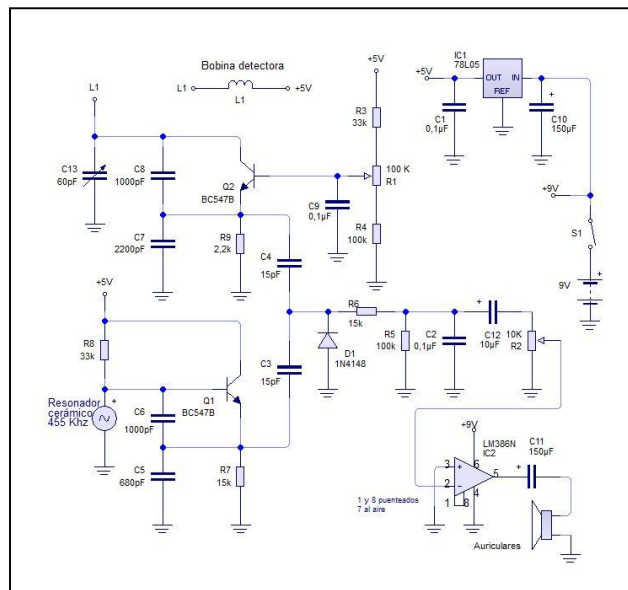 Bobina detectora
L1
L1
+5V
L1
IC1
78L05
+5V
OUT IN
REF
C1
0,1µF
C10
150µF
+
+5V
R3
33k
100 K
R1
C13
60pF
C8
1000pF
Q2
BC547B
C9
0,1µF
R4
100k
+9V
S1
9V
+
C7
2200pF
R9
2,2k
C4
15pF
+5V
R8
33k
R6
15k
D1
1N4148
R5
100k
C2
0,1µF
+
C12
10µF
10K
R2
C3
15pF
Resonador
cerámico
455 Khz
+
C6
1000pF
Q1
BC547B
C5
680pF
R7
15k
+9V
LM386N
IC2
3 +
2 -
6
5
4
1 8
C11
150µF
+
1 y 8 puenteados
7 al aire
Auriculares